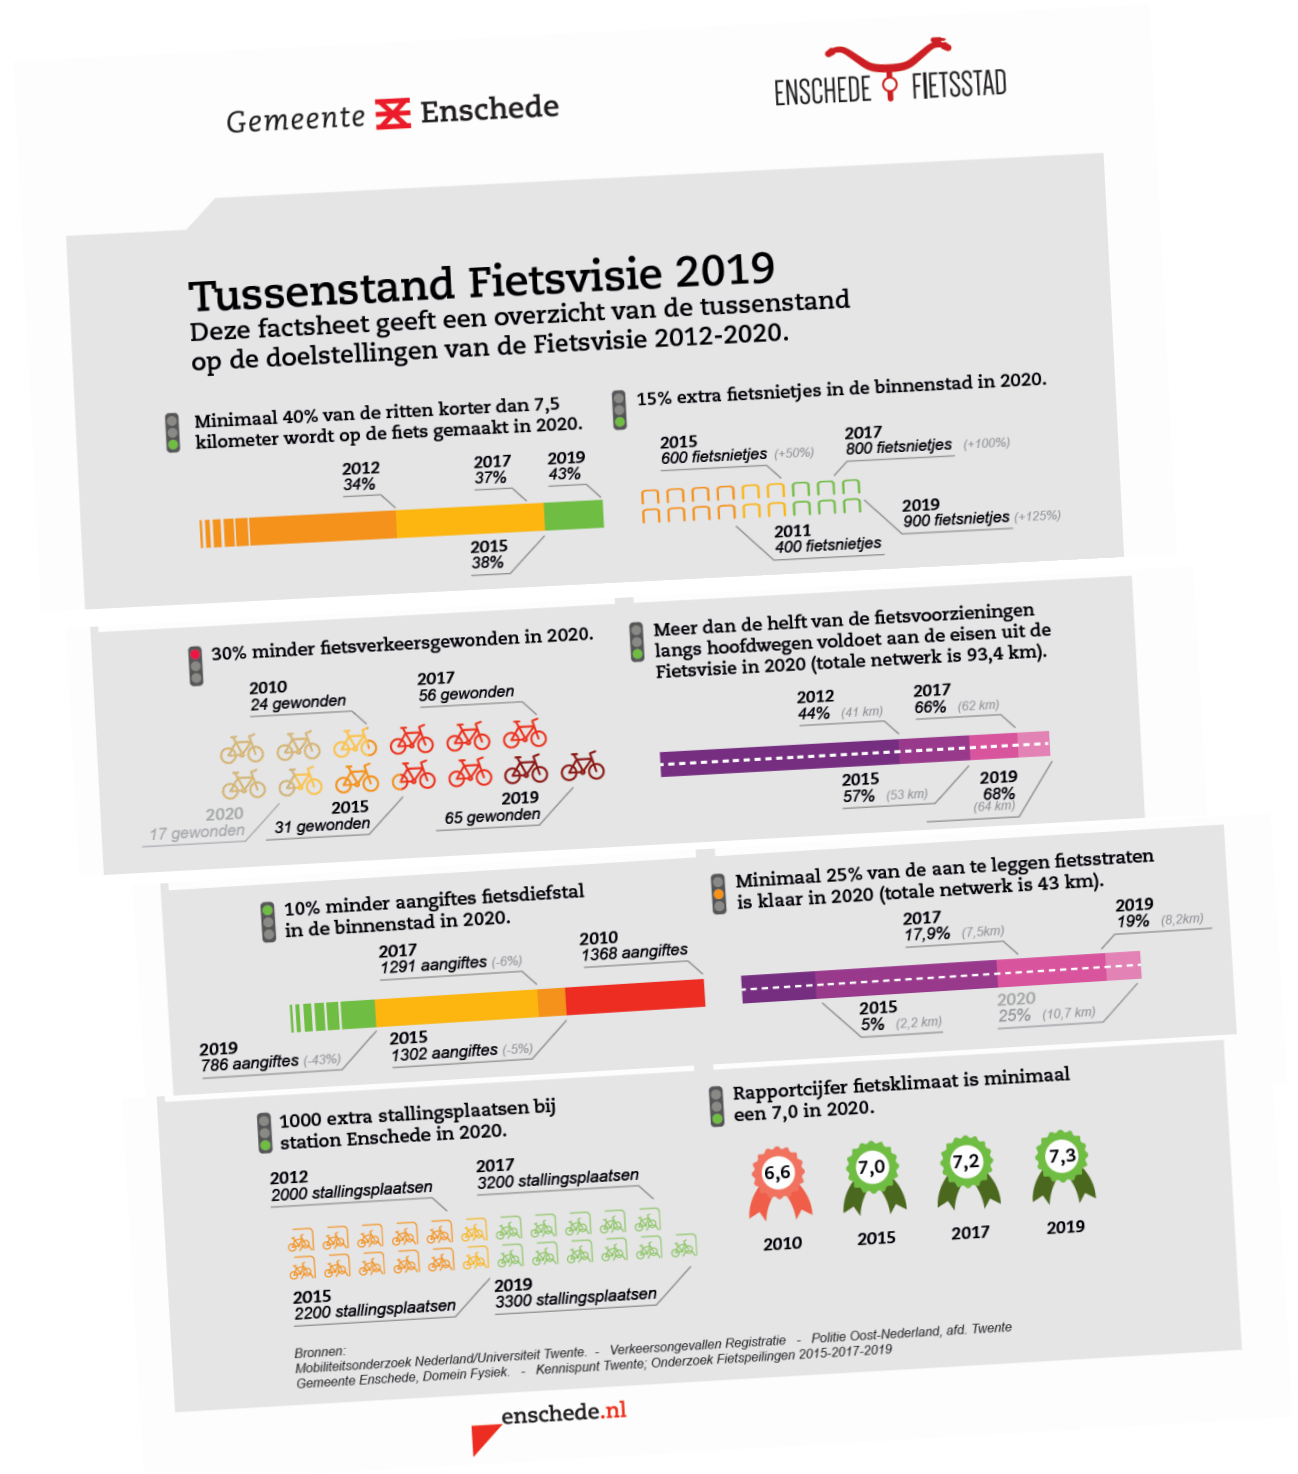 Gemeente Enschede
ENSCHEDE FIETSSTAD
Tussenstand Fietsvisie 2019
Deze factsheet geeft een overzicht van de tussenstand
op de doelstellingen van de Fietsvisie 2012-2020.
Minimaal 40% van de ritten korter dan 7,5
kilometer wordt op de fiets gemaakt in 2020.
2012
34%
2017
37%
2019
43%
2015
38%
15% extra fietsnietjes in de binnenstad in 2020.
2015
600 fietsnietjes (+50%)
2017
800 fietsnietjes (+100%)
2019
900 fietsnietjes (+125%)
2011
400 fietsnietjes
30% minder fietsverkeersgewonden in 2020.
2010
24 gewonden
2017
56 gewonden
2020
17 gewonden
2015
31 gewonden
2019
65 gewonden
Meer dan de helft van de fietsvoorzieningen
langs hoofdwegen voldoet aan de eisen uit de
Fietsvisie in 2020 (totale netwerk is 93,4 km).
2012
44% (41 km)
2017
66% (62 km)
2015
57% (53 km)
2019
68%
(64 km)
10% minder aangiftes fietsdiefstal
in de binnenstad in 2020.
2017
1291 aangiftes (-6%)
2010
1368 aangiftes
2019
786 aangiftes (-43%)
2015
1302 aangiftes (-5%)
Minimaal 25% van de aan te leggen fietsstraten
is klaar in 2020 (totale netwerk is 43 km).
2017
17,9% (7,5km)
2019
19% (8,2km)
2015
5% (2,2 km)
2020
25% (10,7 km)
1000 extra stallingsplaatsen bij
station Enschede in 2020.
2012
2000 stallingsplaatsen
2017
3200 stallingsplaatsen
2015
2200 stallingsplaatsen
2019
3300 stallingsplaatsen
Rapportcijfer fietsklimaat is minimaal
een 7,0 in 2020.
6,6 7,0 7,2 7,3
2010 2015 2017 2019
Bronnen:
Mobiliteitsonderzoek Nederland/Universiteit Twente. - Verkeersongevallen Registratie - Politie Oost-Nederland, afd. Twente
Gemeente Enschede, Domein Fysiek. - Kennispunt Twente; Onderzoek Fietspeilingen 2015-2017-2019
enschede.nl